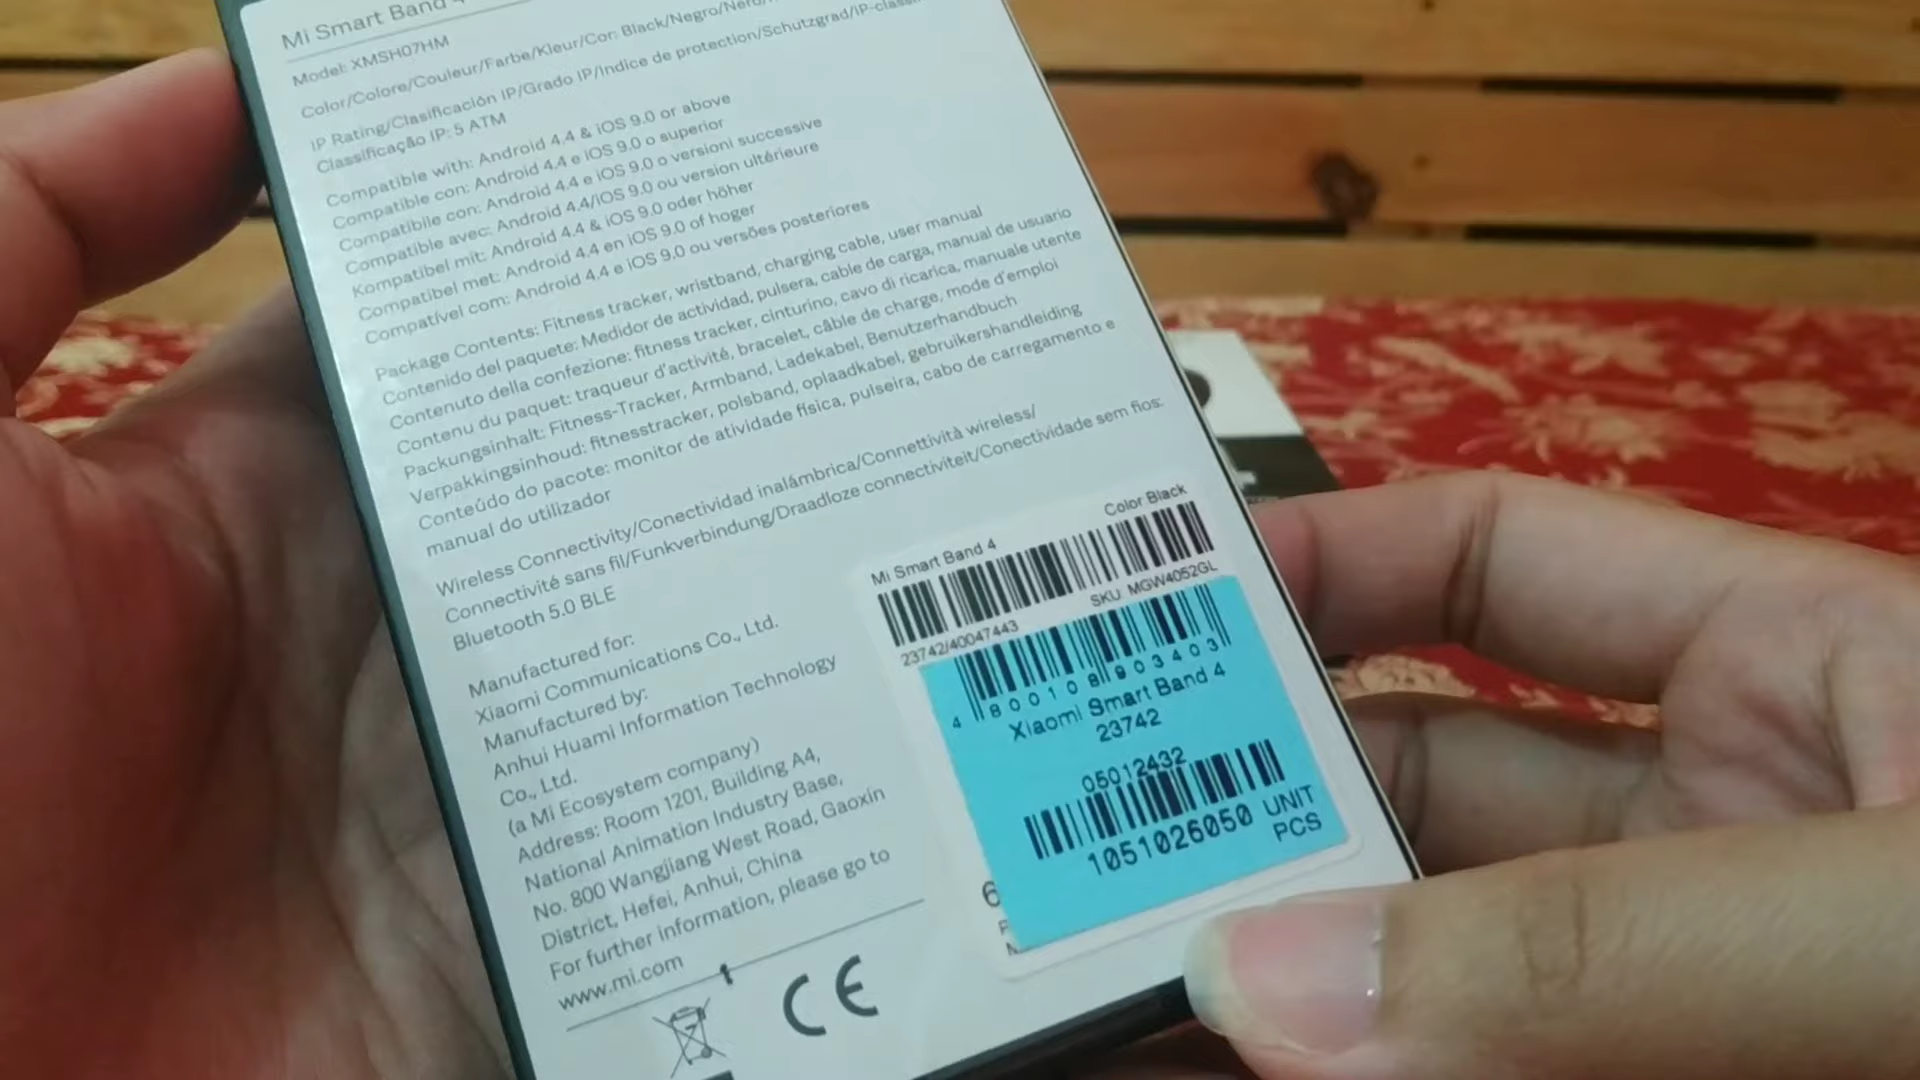 Mi Smart Band 4
Model: XMSH07HM
Color/Colore/Couleur/Farbe/Kleur/Cor: Black/Negro/Nero/
IP Rating/Clasificación IP/Grado IP/Indice de protection/Schutzgrad/IP-classi
Classificação IP: 5 ATM
Compatible with: Android 4.4 & iOS 9.0 or above
Compatible con: Android 4.4 e iOS 9.0 o superior
Compatibile con: Android 4.4 e iOS 9.0 o versioni successive
Compatible avec: Android 4.4/iOS 9.0 ou version ultérieure
Kompatibel mit: Android 4.4 & iOS 9.0 oder höher
Compatibel met: Android 4.4 en iOS 9.0 of hoger
Compatível com: Android 4.4 e iOS 9.0 ou versões posteriores
Package Contents: Fitness tracker, wristband, charging cable, user manual
Contenido del paquete: Medidor de actividad, pulsera, cable de carga, manual de usuario
Contenuto della confezione: fitness tracker, cinturino, cavo di ricarica, manuale utente
Contenu du paquet: traqueur d'activité, bracelet, câble de charge, mode d'emploi
Packungsinhalt: Fitness-Tracker, Armband, Ladekabel, Benutzerhandbuch
Verpakkingsinhoud: fitnesstracker, polsband, oplaadkabel, gebruikershandleiding
Conteúdo do pacote: monitor de atividade física, pulseira, cabo de carregamento e
manual do utilizador
Wireless Connectivity/Conectividad inalámbrica/Connettività wireless/
Connectivité sans fil/Funkverbindung/Draadloze connectiviteit/Conectividade sem fios:
Bluetooth 5.0 BLE
Manufactured for:
Xiaomi Communications Co., Ltd.
Manufactured by:
Anhui Huami Information Technology
Co., Ltd.
(a Mi Ecosystem company)
Address: Room 1201, Building A4,
National Animation Industry Base,
No. 800 Wangjiang West Road, Gaoxin
District, Hefei, Anhui, China
For further information, please go to
www.mi.com
CE
Mi Smart Band 4 Color Black
23742/40047443 SKU MGW4052GL
4 800108 903403
Xiaomi Smart Band 4
23742
05012432
1051026050 UNIT
PCS
6